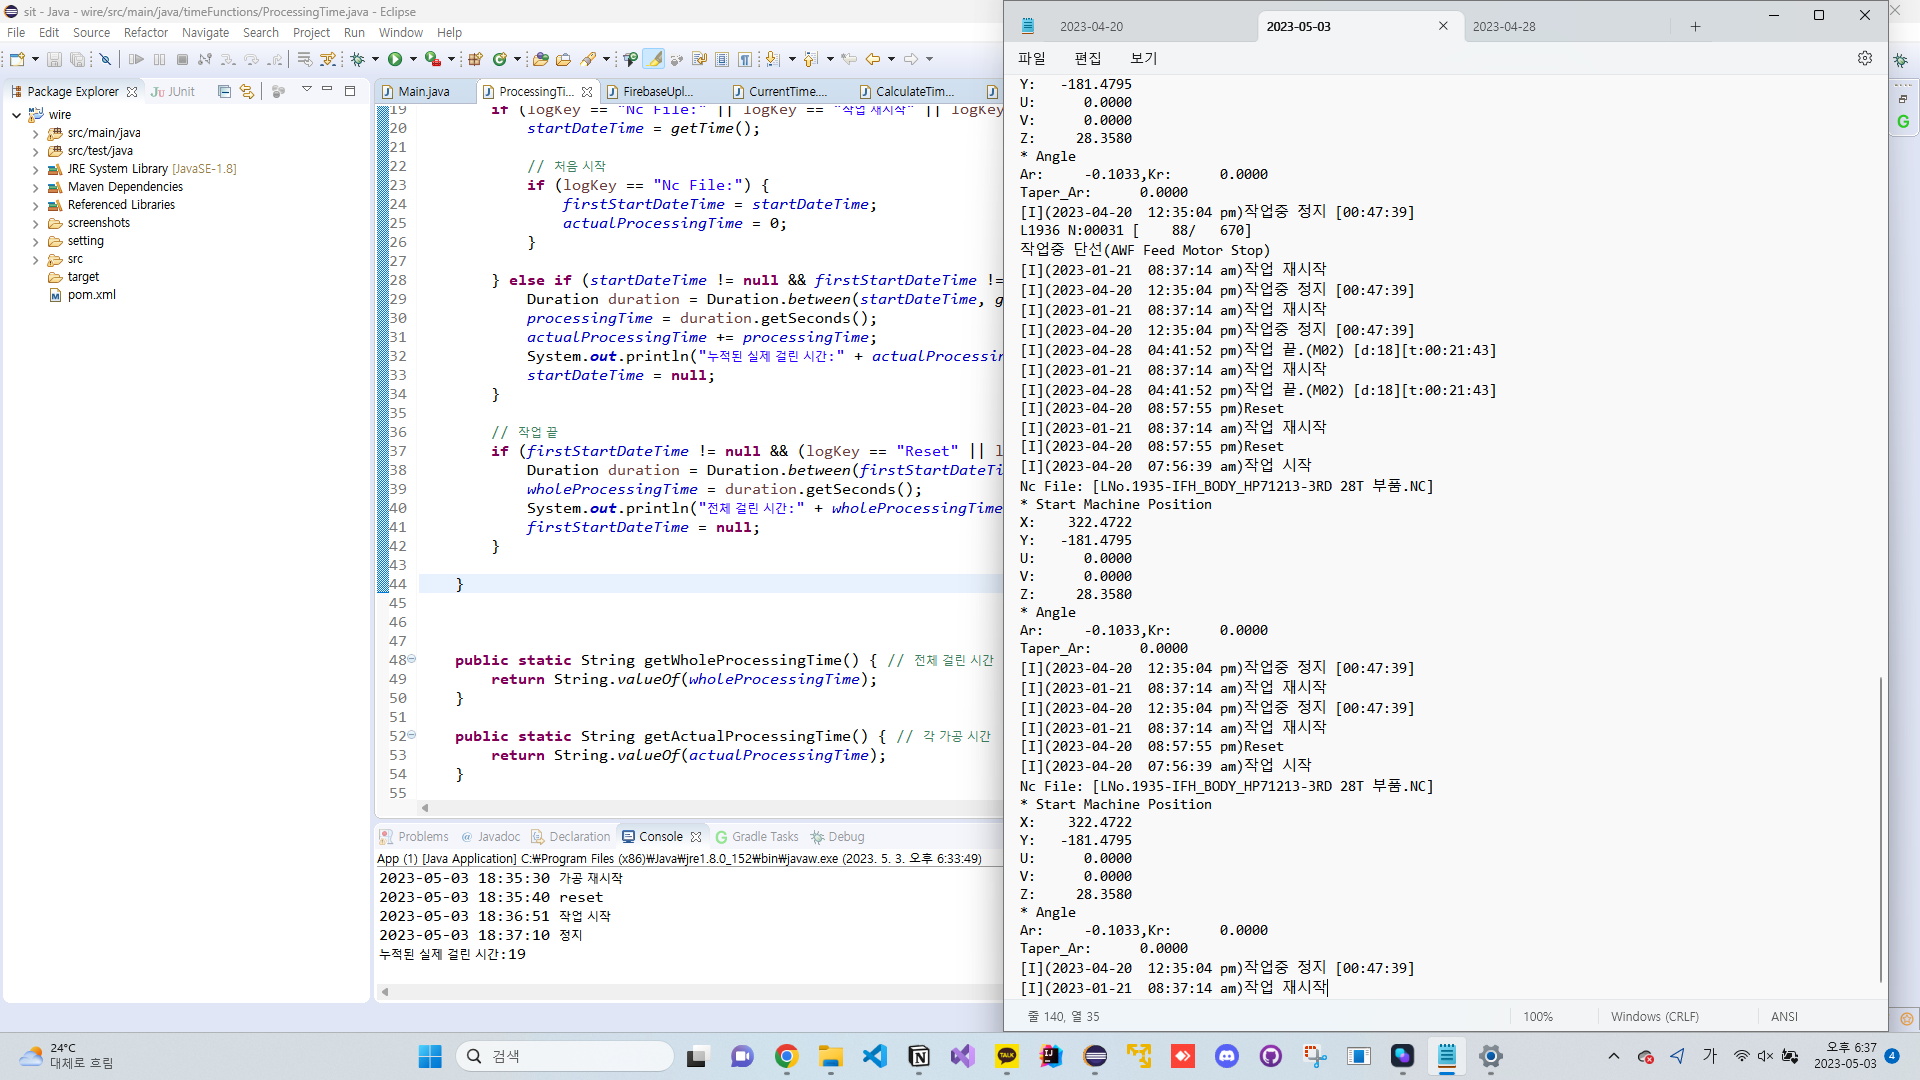 sit - Java - wire/src/main/java/timeFunctions/ProcessingTime.java - Eclipse
File Edit Source Refactor Navigate Search Project Run Window Help
Package Explorer JUnit
wire
src/main/java
src/test/java
JRE System Library [JavaSE-1.8]
Maven Dependencies
Referenced Libraries
screenshots
setting
src
target
pom.xml
Main.java ProcessingTi... FirebaseUpl... CurrentTime.... CalculateTim...
19 if (logKey == "Nc File:" || logKey == "작업 재시작" || logKey
20 startDateTime = getTime();
21
22 // 처음 시작
23 if (logKey == "Nc File:") {
24 firstStartDateTime = startDateTime;
25 actualProcessingTime = 0;
26 }
27
28 } else if (startDateTime != null && firstStartDateTime !=
29 Duration duration = Duration.between(startDateTime, g
30 processingTime = duration.getSeconds();
31 actualProcessingTime += processingTime;
32 System.out.println("누적된 실제 걸린 시간:" + actualProcessin
33 startDateTime = null;
34 }
35
36 // 작업 끝
37 if (firstStartDateTime != null && (logKey == "Reset" || l
38 Duration duration = Duration.between(firstStartDateTi
39 wholeProcessingTime = duration.getSeconds();
40 System.out.println("전체 걸린 시간:" + wholeProcessingTime
41 firstStartDateTime = null;
42 }
43
44 }
45
46
47
48 public static String getWholeProcessingTime() { // 전체 걸린 시간
49 return String.valueOf(wholeProcessingTime);
50 }
51
52 public static String getActualProcessingTime() { // 각 가공 시간
53 return String.valueOf(actualProcessingTime);
54 }
55
Problems Javadoc Declaration Console Gradle Tasks Debug
App (1) [Java Application] C:₩Program Files (x86)₩Java₩jre1.8.0_152₩bin₩javaw.exe (2023. 5. 3. 오후 6:33:49)
2023-05-03 18:35:30 가공 재시작
2023-05-03 18:35:40 reset
2023-05-03 18:36:51 작업 시작
2023-05-03 18:37:10 정지
누적된 실제 걸린 시간:19
2023-04-20 2023-05-03 2023-04-28
파일 편집 보기
Y: -181.4795
U: 0.0000
V: 0.0000
Z: 28.3580
* Angle
Ar: -0.1033,Kr: 0.0000
Taper_Ar: 0.0000
[I](2023-04-20 12:35:04 pm)작업중 정지 [00:47:39]
L1936 N:00031 [ 88/ 670]
작업중 단선(AWF Feed Motor Stop)
[I](2023-01-21 08:37:14 am)작업 재시작
[I](2023-04-20 12:35:04 pm)작업중 정지 [00:47:39]
[I](2023-01-21 08:37:14 am)작업 재시작
[I](2023-04-20 12:35:04 pm)작업중 정지 [00:47:39]
[I](2023-04-28 04:41:52 pm)작업 끝.(M02) [d:18][t:00:21:43]
[I](2023-01-21 08:37:14 am)작업 재시작
[I](2023-04-28 04:41:52 pm)작업 끝.(M02) [d:18][t:00:21:43]
[I](2023-04-20 08:57:55 pm)Reset
[I](2023-01-21 08:37:14 am)작업 재시작
[I](2023-04-20 08:57:55 pm)Reset
[I](2023-04-20 07:56:39 am)작업 시작
Nc File: [LNo.1935-IFH_BODY_HP71213-3RD 28T 부품.NC]
* Start Machine Position
X: 322.4722
Y: -181.4795
U: 0.0000
V: 0.0000
Z: 28.3580
* Angle
Ar: -0.1033,Kr: 0.0000
Taper_Ar: 0.0000
[I](2023-04-20 12:35:04 pm)작업중 정지 [00:47:39]
[I](2023-01-21 08:37:14 am)작업 재시작
[I](2023-04-20 12:35:04 pm)작업중 정지 [00:47:39]
[I](2023-01-21 08:37:14 am)작업 재시작
[I](2023-04-20 08:57:55 pm)Reset
[I](2023-04-20 07:56:39 am)작업 시작
Nc File: [LNo.1935-IFH_BODY_HP71213-3RD 28T 부품.NC]
* Start Machine Position
X: 322.4722
Y: -181.4795
U: 0.0000
V: 0.0000
Z: 28.3580
* Angle
Ar: -0.1033,Kr: 0.0000
Taper_Ar: 0.0000
[I](2023-04-20 12:35:04 pm)작업중 정지 [00:47:39]
[I](2023-01-21 08:37:14 am)작업 재시작
줄 140, 열 35 100% Windows (CRLF) ANSI
24°C
대체로 흐림
검색
TALK
가
오후 6:37
2023-05-03
4